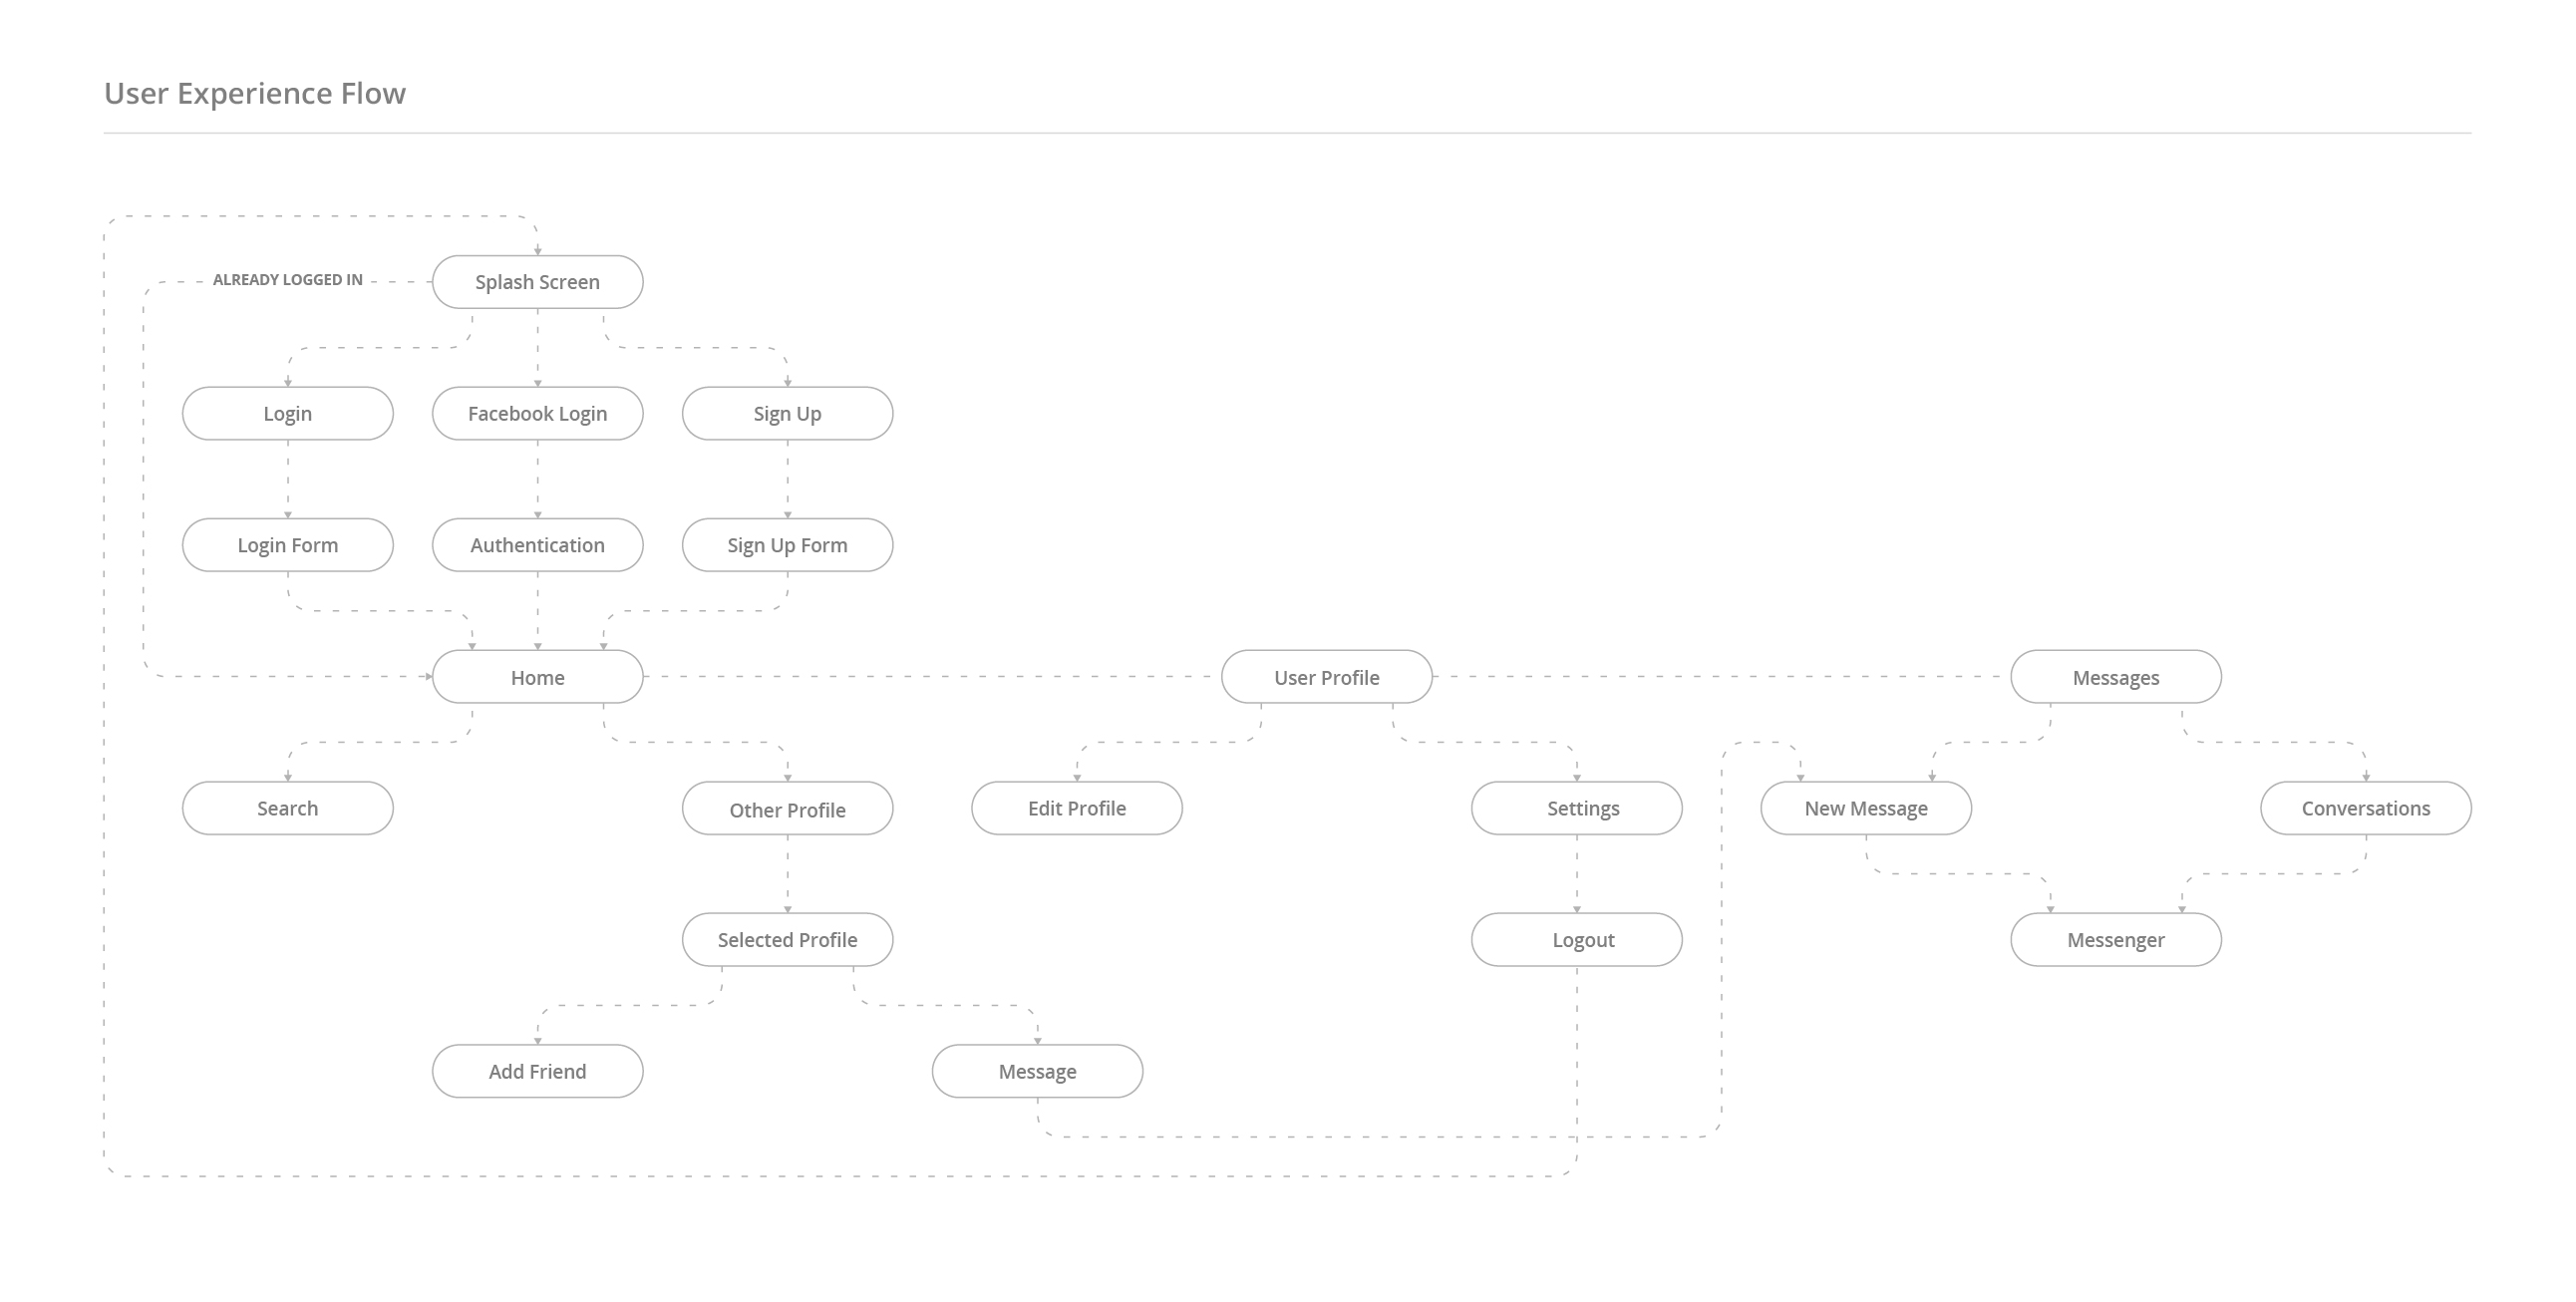 User Experience Flow
ALREADY LOGGED IN
Splash Screen
Login
Facebook Login
Sign Up
Login Form
Authentication
Sign Up Form
Home
User Profile
Messages
Search
Other Profile
Edit Profile
Settings
New Message
Conversations
Selected Profile
Logout
Messenger
Add Friend
Message